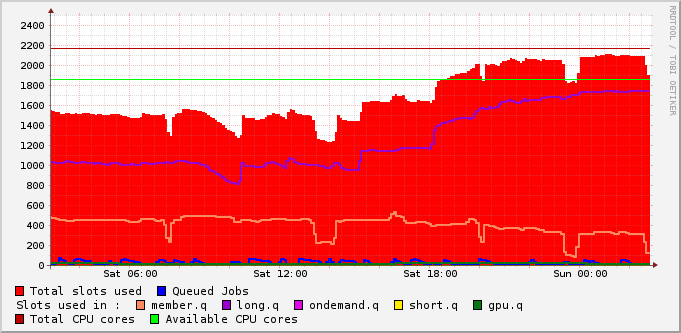 RRDTOOL / TOBI OETIKER
2400
2200
2000
1800
1600
1400
1200
1000
800
600
400
200
0
Sat 06:00 Sat 12:00 Sat 18:00 Sun 00:00
Total slots used Queued Jobs
Slots used in : member.q long.q ondemand.q short.q gpu.q
Total CPU cores Available CPU cores